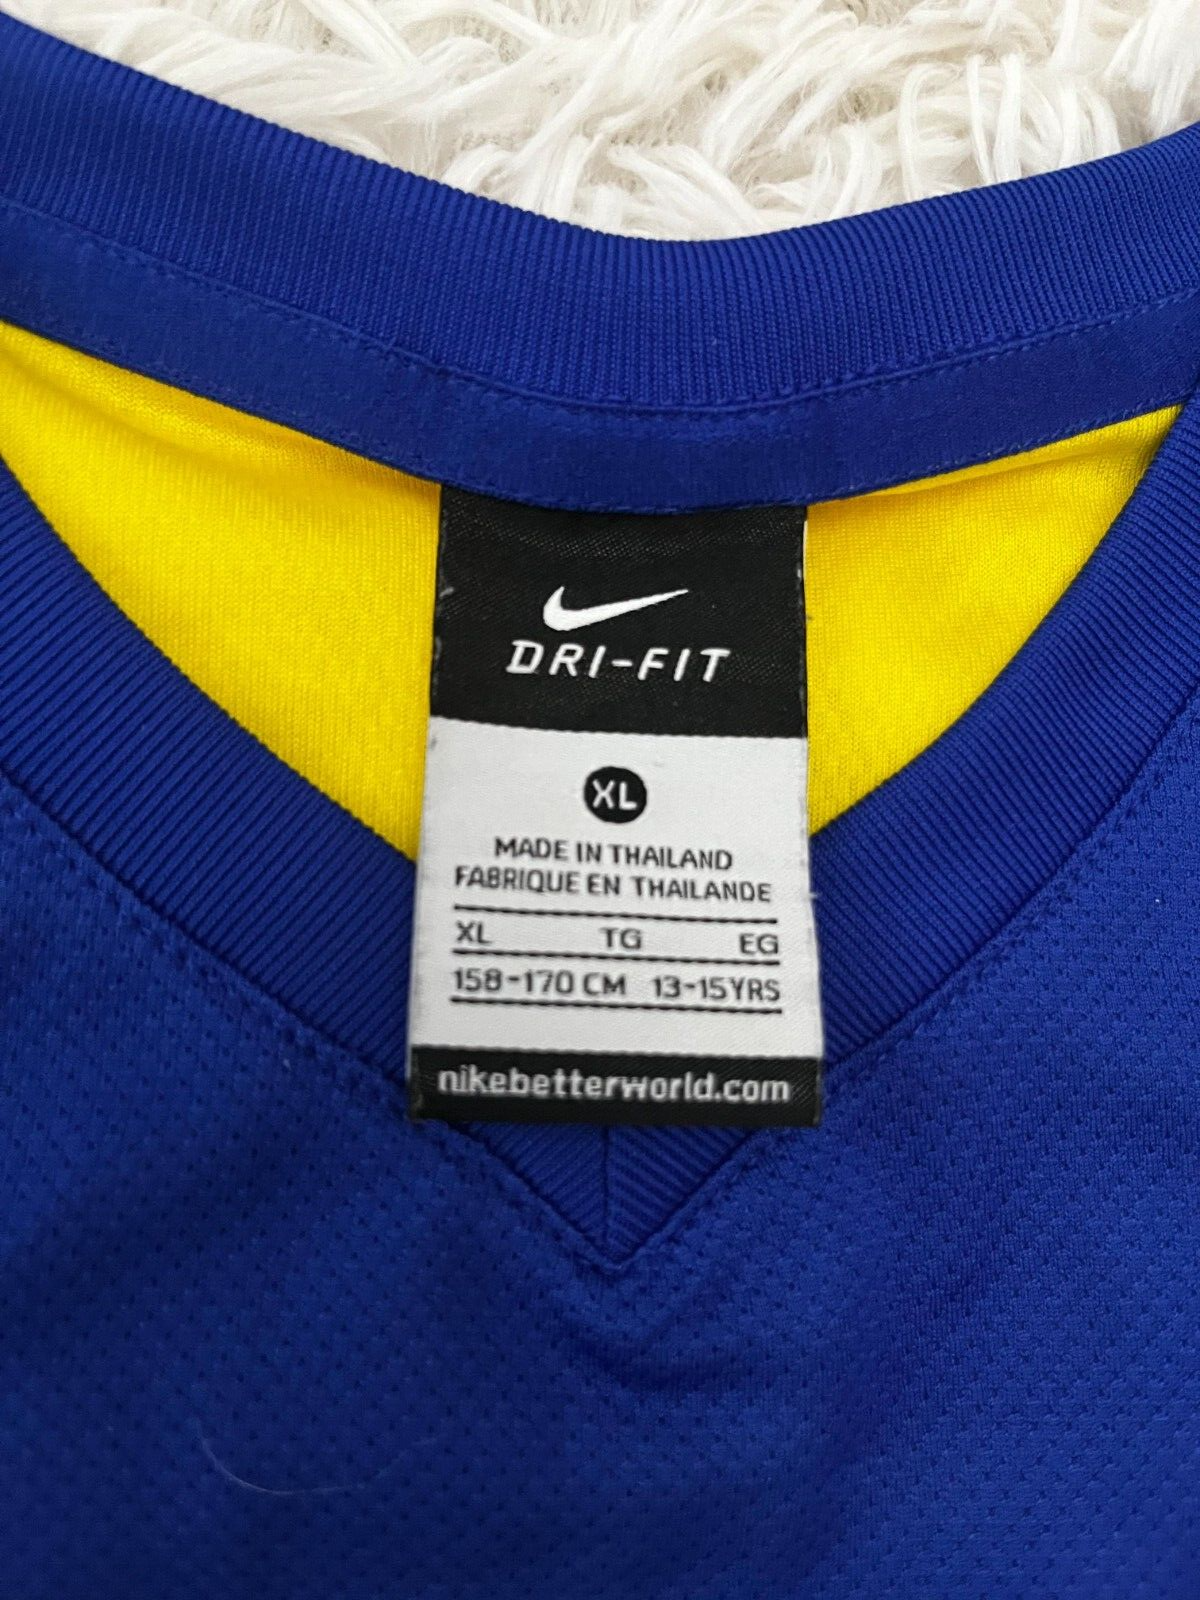 DRI-FIT
XL
MADE IN THAILAND
FABRIQUE EN THAILANDE
XL TG EG
158-170 CM 13-15YRS
nikebetterworld.com